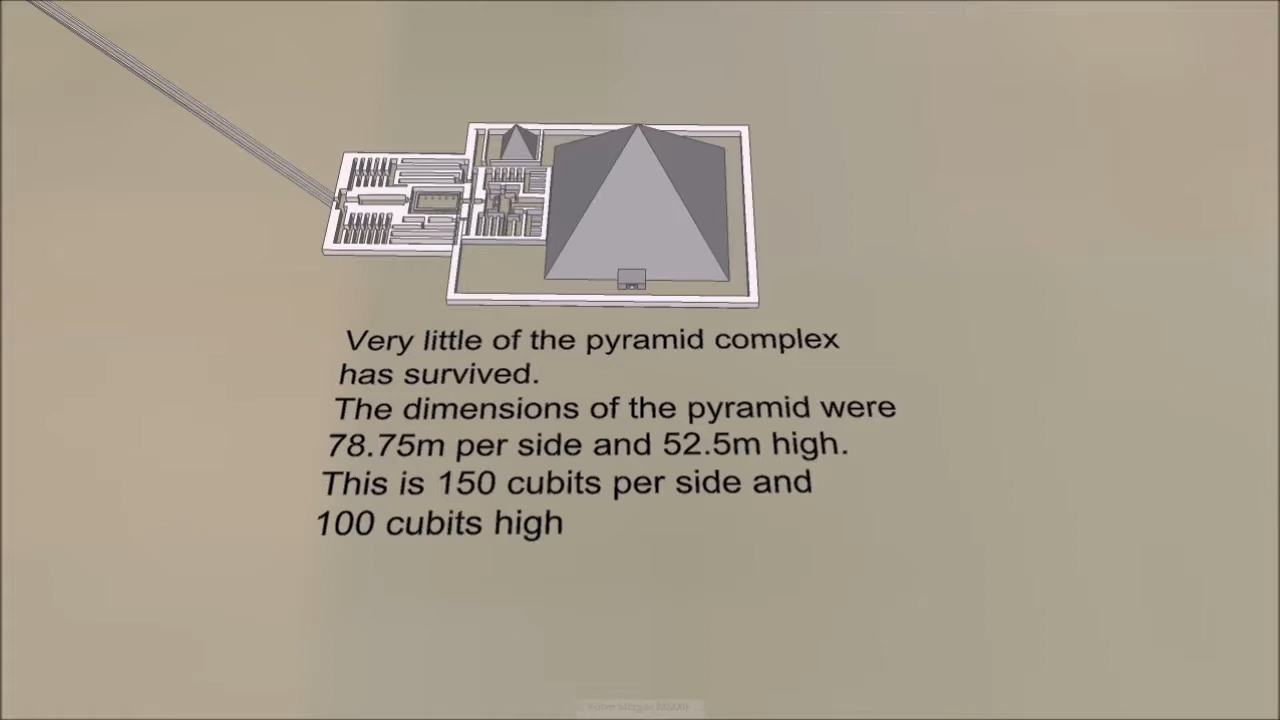 Very little of the pyramid complex
has survived.
The dimensions of the pyramid were
78.75m per side and 52.5m high.
This is 150 cubits per side and
100 cubits high